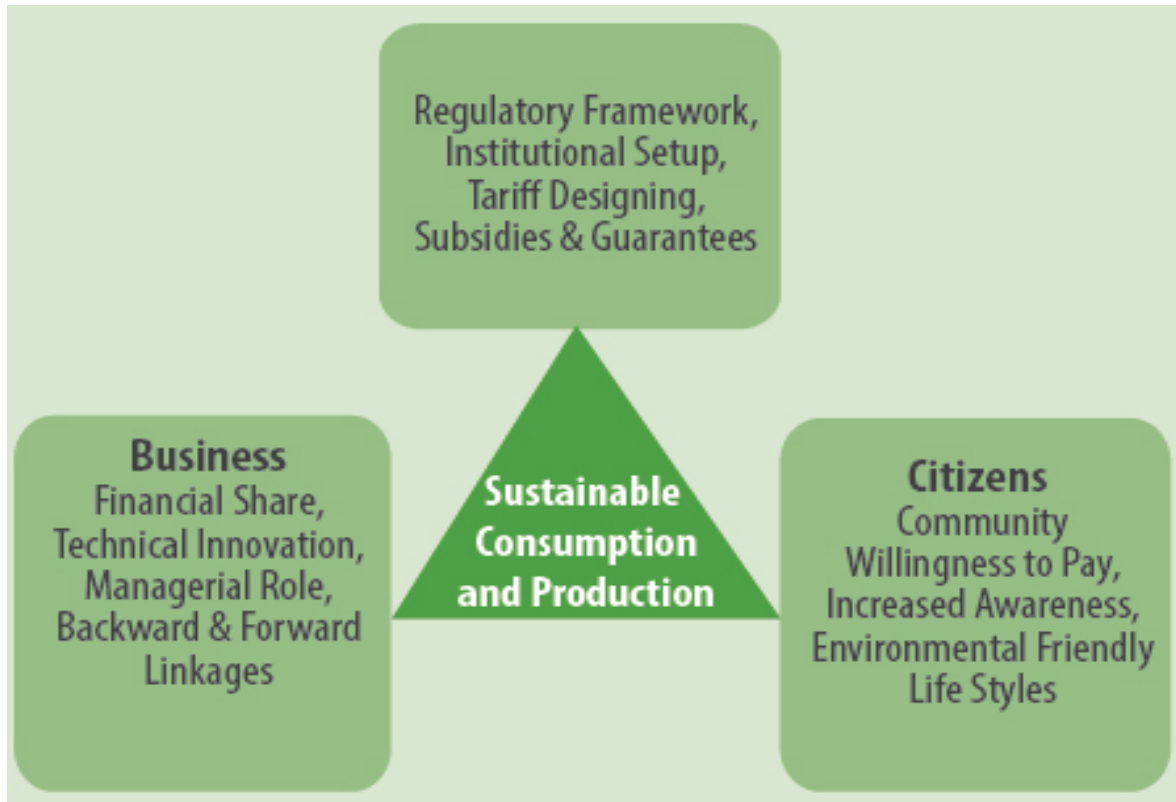 Regulatory Framework,
Institutional Setup,
Tariff Designing,
Subsidies & Guarantees
Business
Financial Share,
Technical Innovation,
Managerial Role,
Backward & Forward
Linkages
Sustainable
Consumption
and Production
Citizens
Community
Willingness to Pay,
Increased Awareness,
Environmental Friendly
Life Styles